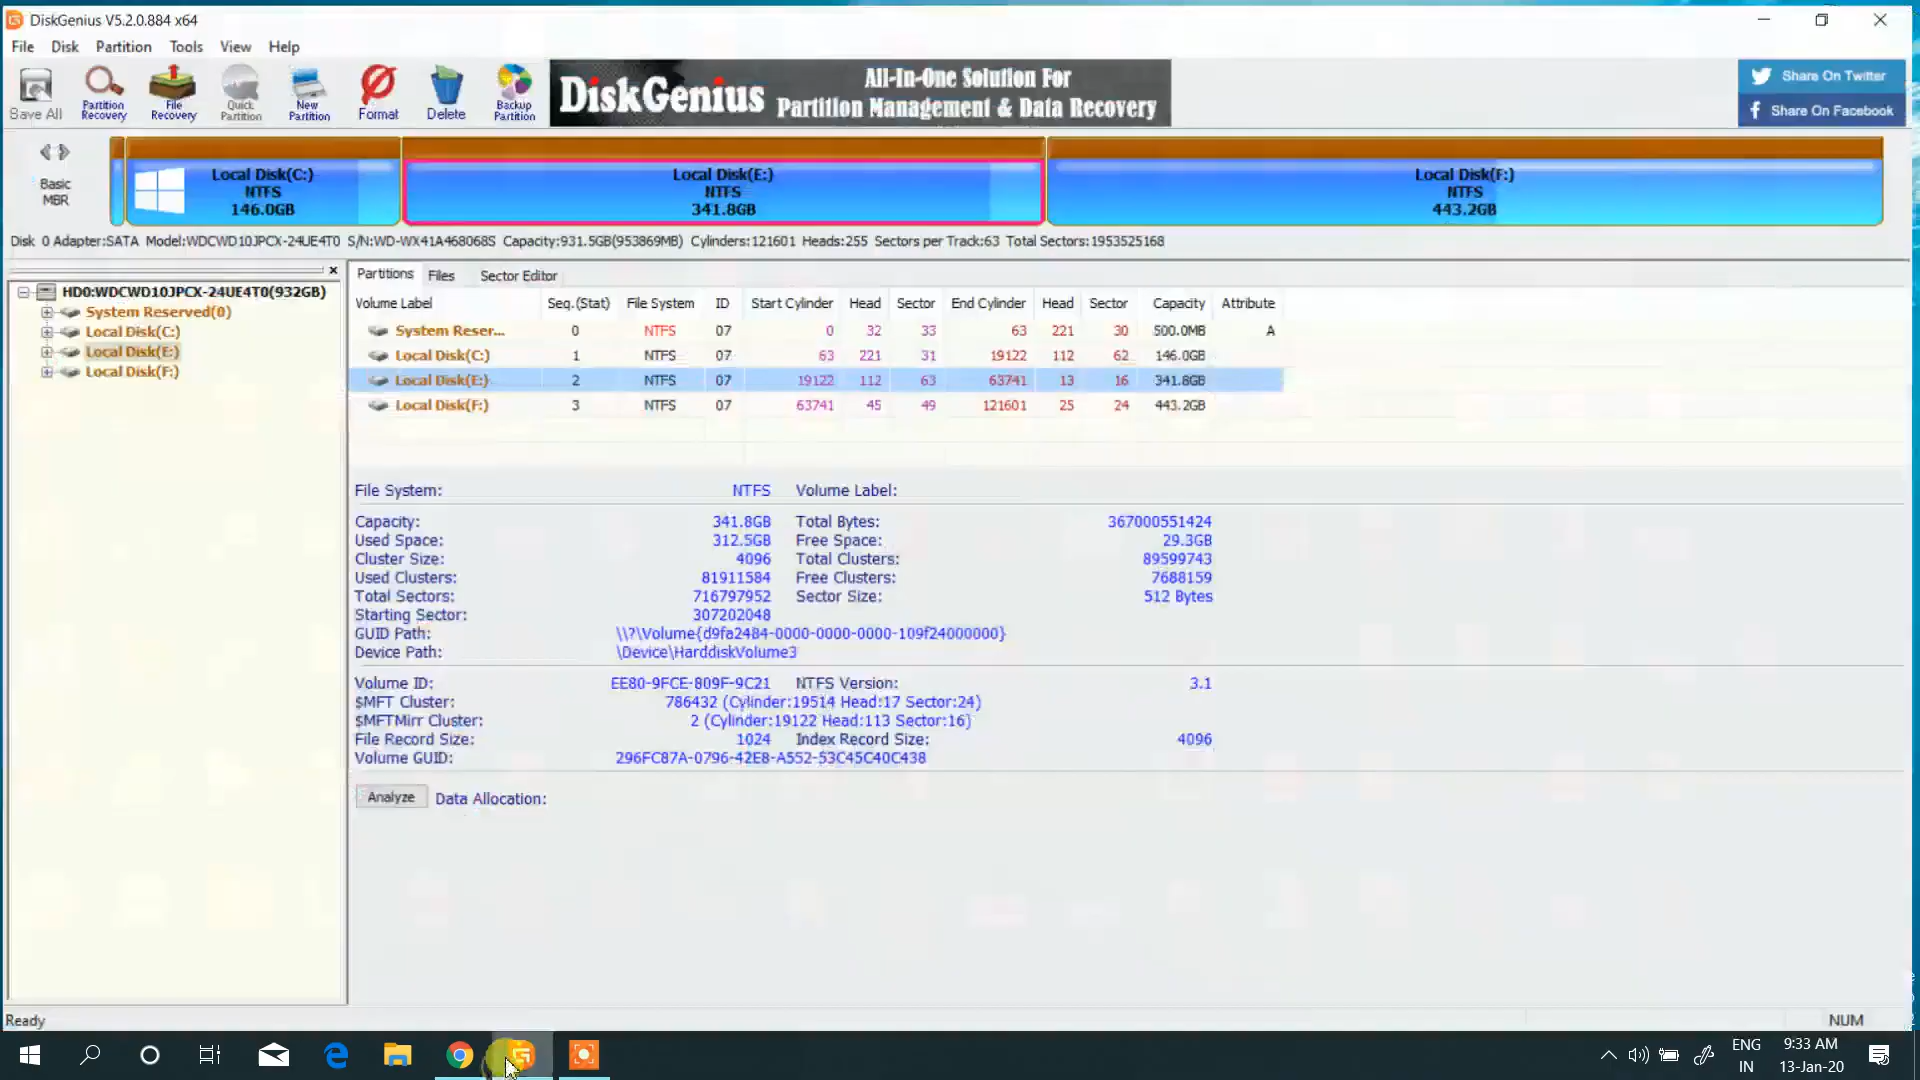 DiskGenius V5.2.0.884 x64
File Disk Partition Tools View Help
Save All
Partition Recovery
File Recovery
Quick Partition
New Partition
Format
Delete
Backup Partition
DiskGenius
All-In-One Solution For
Partition Management & Data Recovery
Share On Twitter
Share On Facebook
Basic
MBR
Local Disk(C:)
NTFS
146.0GB
Local Disk(E:)
NTFS
341.8GB
Local Disk(F:)
NTFS
443.2GB
Disk 0 Adapter:SATA Model:WDCWD10JPCX-24UE4T0 S/N:WD-WX41A468068S Capacity:931.5GB(953869MB) Cylinders:121601 Heads:255 Sectors per Track:63 Total Sectors:1953525168
HD0:WDCWD10JPCX-24UE4T0(932GB)
System Reserved(0)
Local Disk(C:)
Local Disk(E:)
Local Disk(F:)
Partitions Files Sector Editor
Volume Label Seq.(Stat) File System ID Start Cylinder Head Sector End Cylinder Head Sector Capacity Attribute
System Reser... 0 NTFS 07 0 32 33 63 221 30 500.0MB A
Local Disk(C:) 1 NTFS 07 63 221 31 19122 112 62 146.0GB
Local Disk(E:) 2 NTFS 07 19122 112 63 63741 13 16 341.8GB
Local Disk(F:) 3 NTFS 07 63741 45 49 121601 25 24 443.2GB
File System: NTFS Volume Label:
Capacity: 341.8GB Total Bytes: 367000551424
Used Space: 312.5GB Free Space: 29.3GB
Cluster Size: 4096 Total Clusters: 89599743
Used Clusters: 81911584 Free Clusters: 7688159
Total Sectors: 716797952 Sector Size: 512 Bytes
Starting Sector: 307202048
GUID Path: \\?\Volume{d9fa2484-0000-0000-0000-109f24000000}
Device Path: \Device\HarddiskVolume3
Volume ID: EE80-9FCE-809F-9C21 NTFS Version: 3.1
$MFT Cluster: 786432 (Cylinder:19514 Head:17 Sector:24)
$MFTMirr Cluster: 2 (Cylinder:19122 Head:113 Sector:16)
File Record Size: 1024 Index Record Size: 4096
Volume GUID: 296FC87A-0796-42E8-A552-53C45C40C438
Analyze Data Allocation:
Ready
NUM
ENG
IN
9:33 AM
13-Jan-20